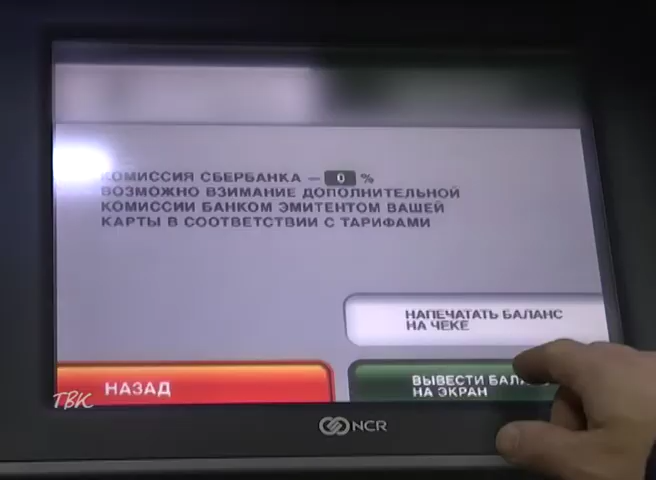 КОМИССИЯ СБЕРБАНКА – 0 %
ВОЗМОЖНО ВЗИМАНИЕ ДОПОЛНИТЕЛЬНОЙ
КОМИССИИ БАНКОМ ЭМИТЕНТОМ ВАШЕЙ
КАРТЫ В СООТВЕТСТВИИ С ТАРИФАМИ
НАПЕЧАТАТЬ БАЛАНС
НА ЧЕКЕ
НАЗАД
ВЫВЕСТИ
НА ЭКРАН
ТВК
NCR